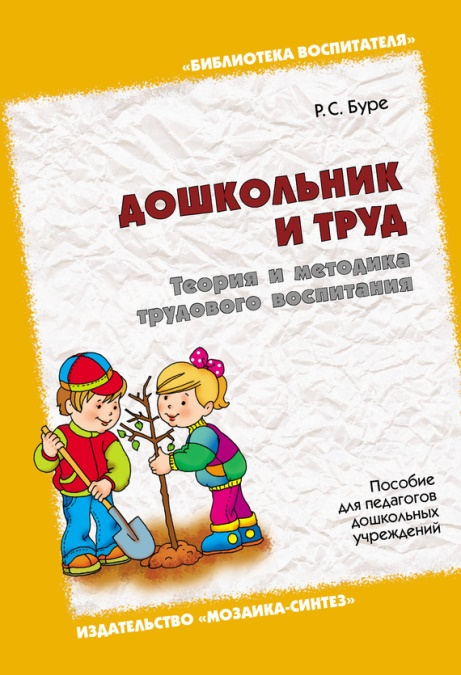 «БИБЛИОТЕКА ВОСПИТАТЕЛЯ»
Р.С. Буре
ДОШКОЛЬНИК
И ТРУД
Теория и методика
трудового воспитания
Пособие
для педагогов
дошкольных
учреждений
ИЗДАТЕЛЬСТВО «МОЗАИКА-СИНТЕЗ»